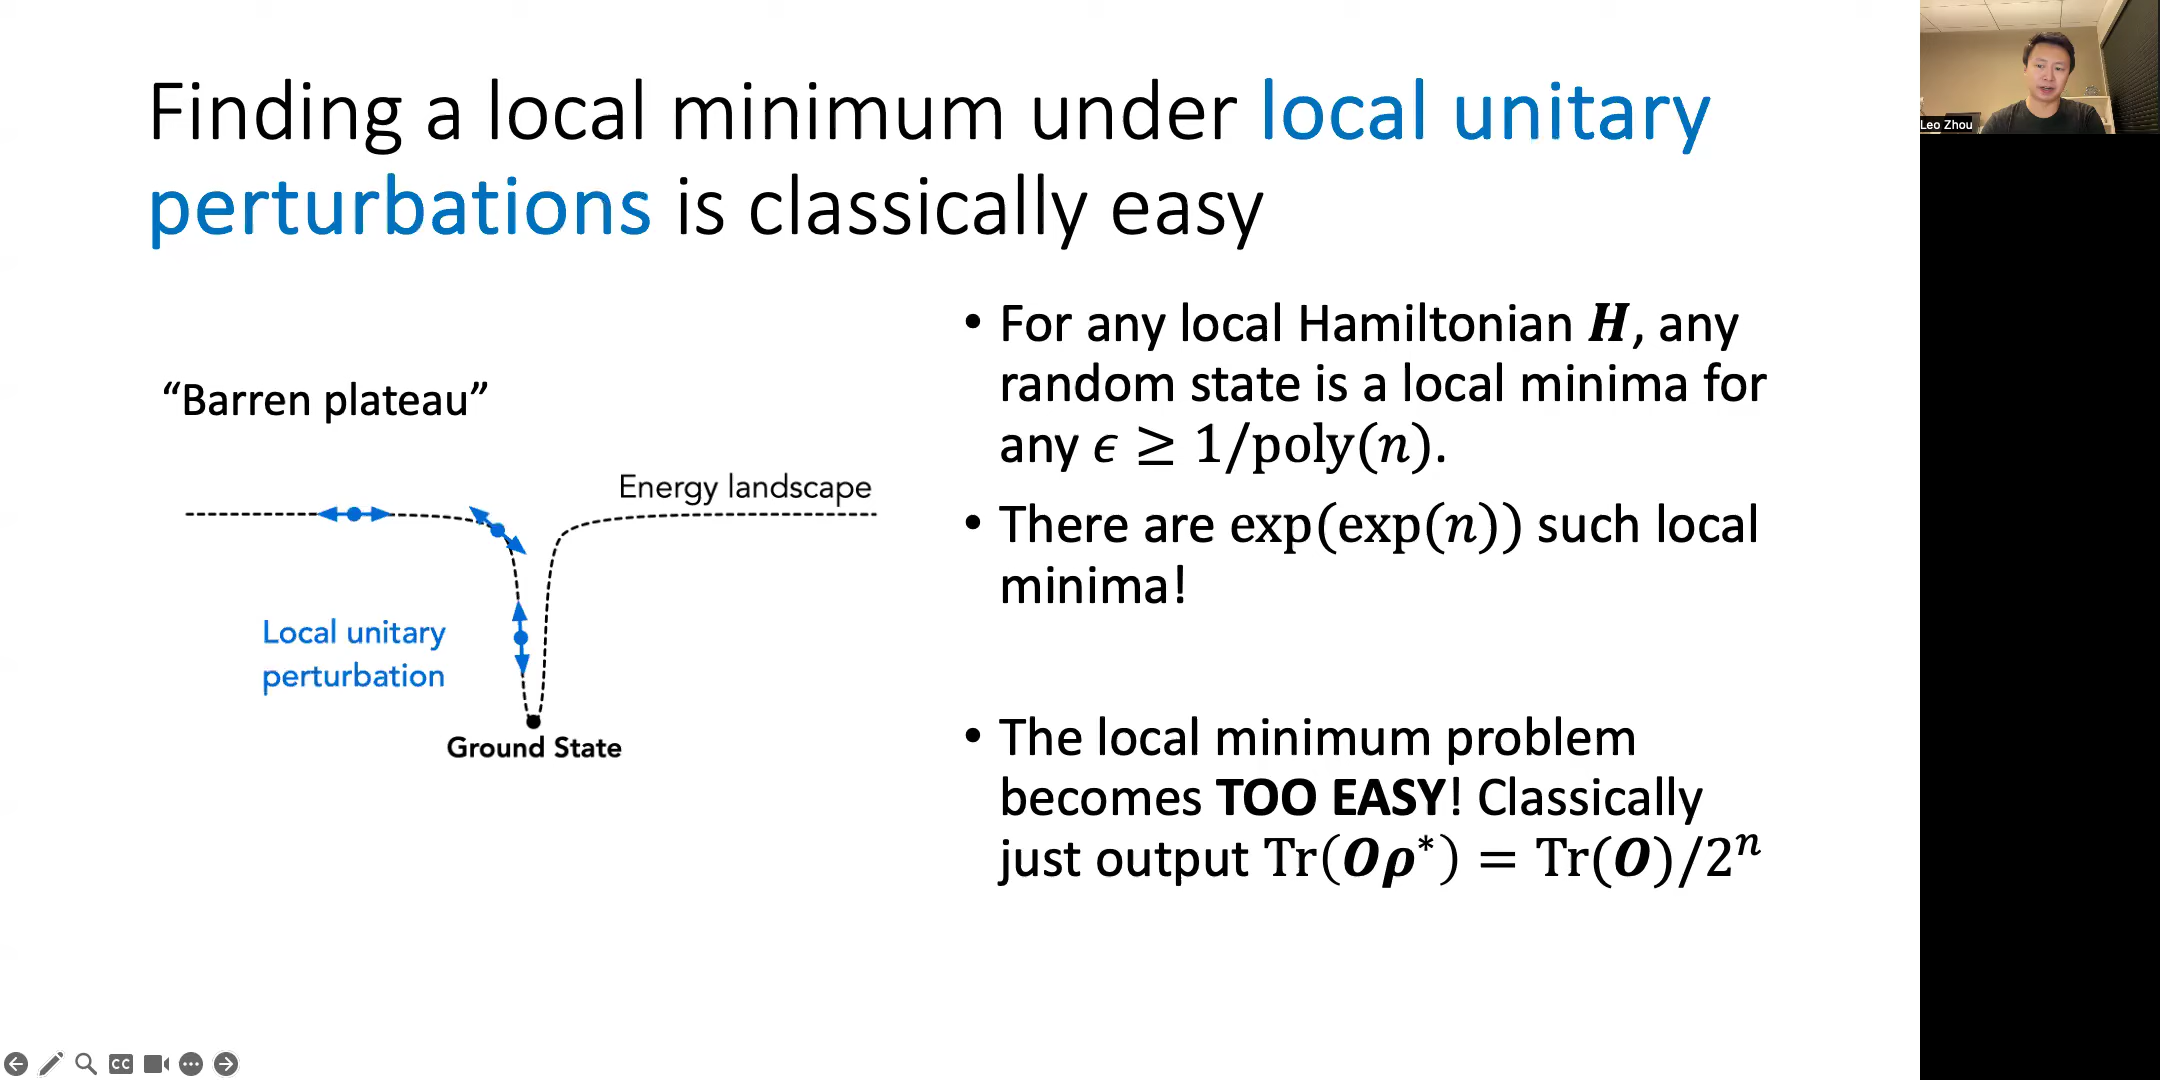 Finding a local minimum under local unitary
perturbations is classically easy
“Barren plateau”
Energy landscape
Local unitary
perturbation
Ground State
• For any local Hamiltonian H, any
random state is a local minima for
any ϵ ≥ 1/poly(n).
• There are exp(exp(n)) such local
minima!
• The local minimum problem
becomes TOO EASY! Classically
just output Tr(Oρ*) = Tr(O)/2ⁿ
Leo Zhou
CC